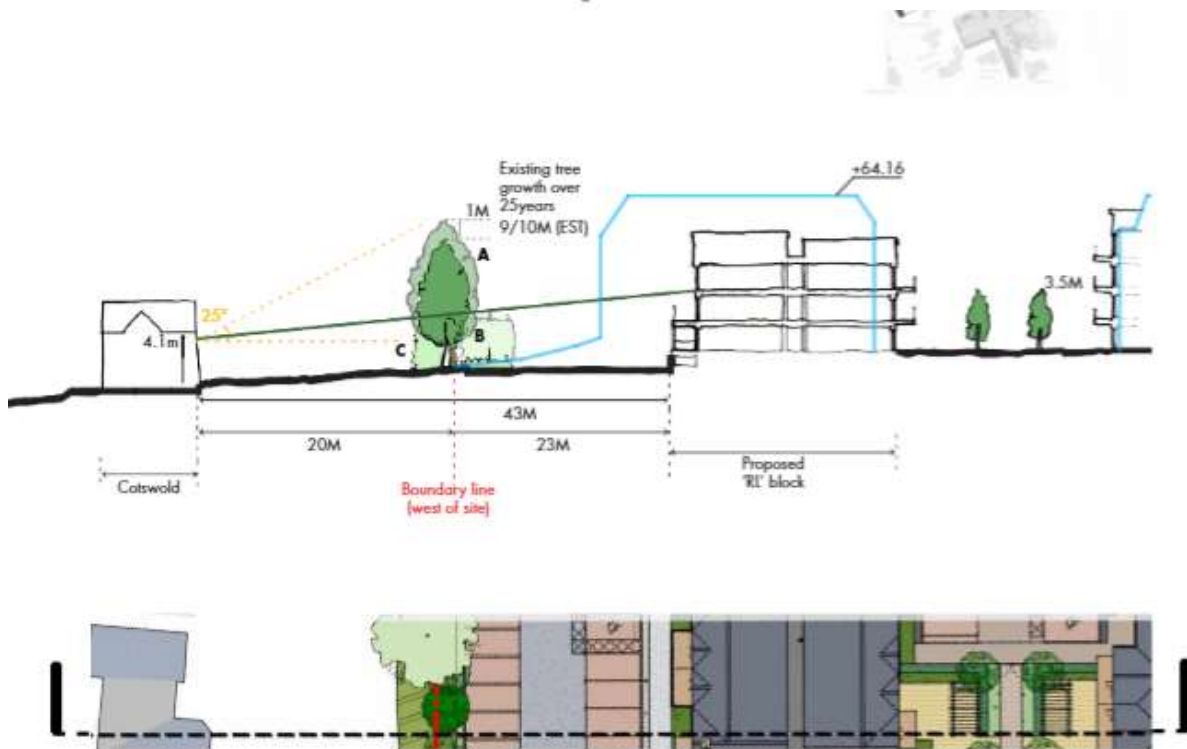 +64.16
Existing tree
growth over
25years
9/10M (EST)
1M
A
25°
3.5M
4.1m
C
B
43M
20M
23M
Cotswold
Proposed
'RL' block
Boundary line
(west of site)